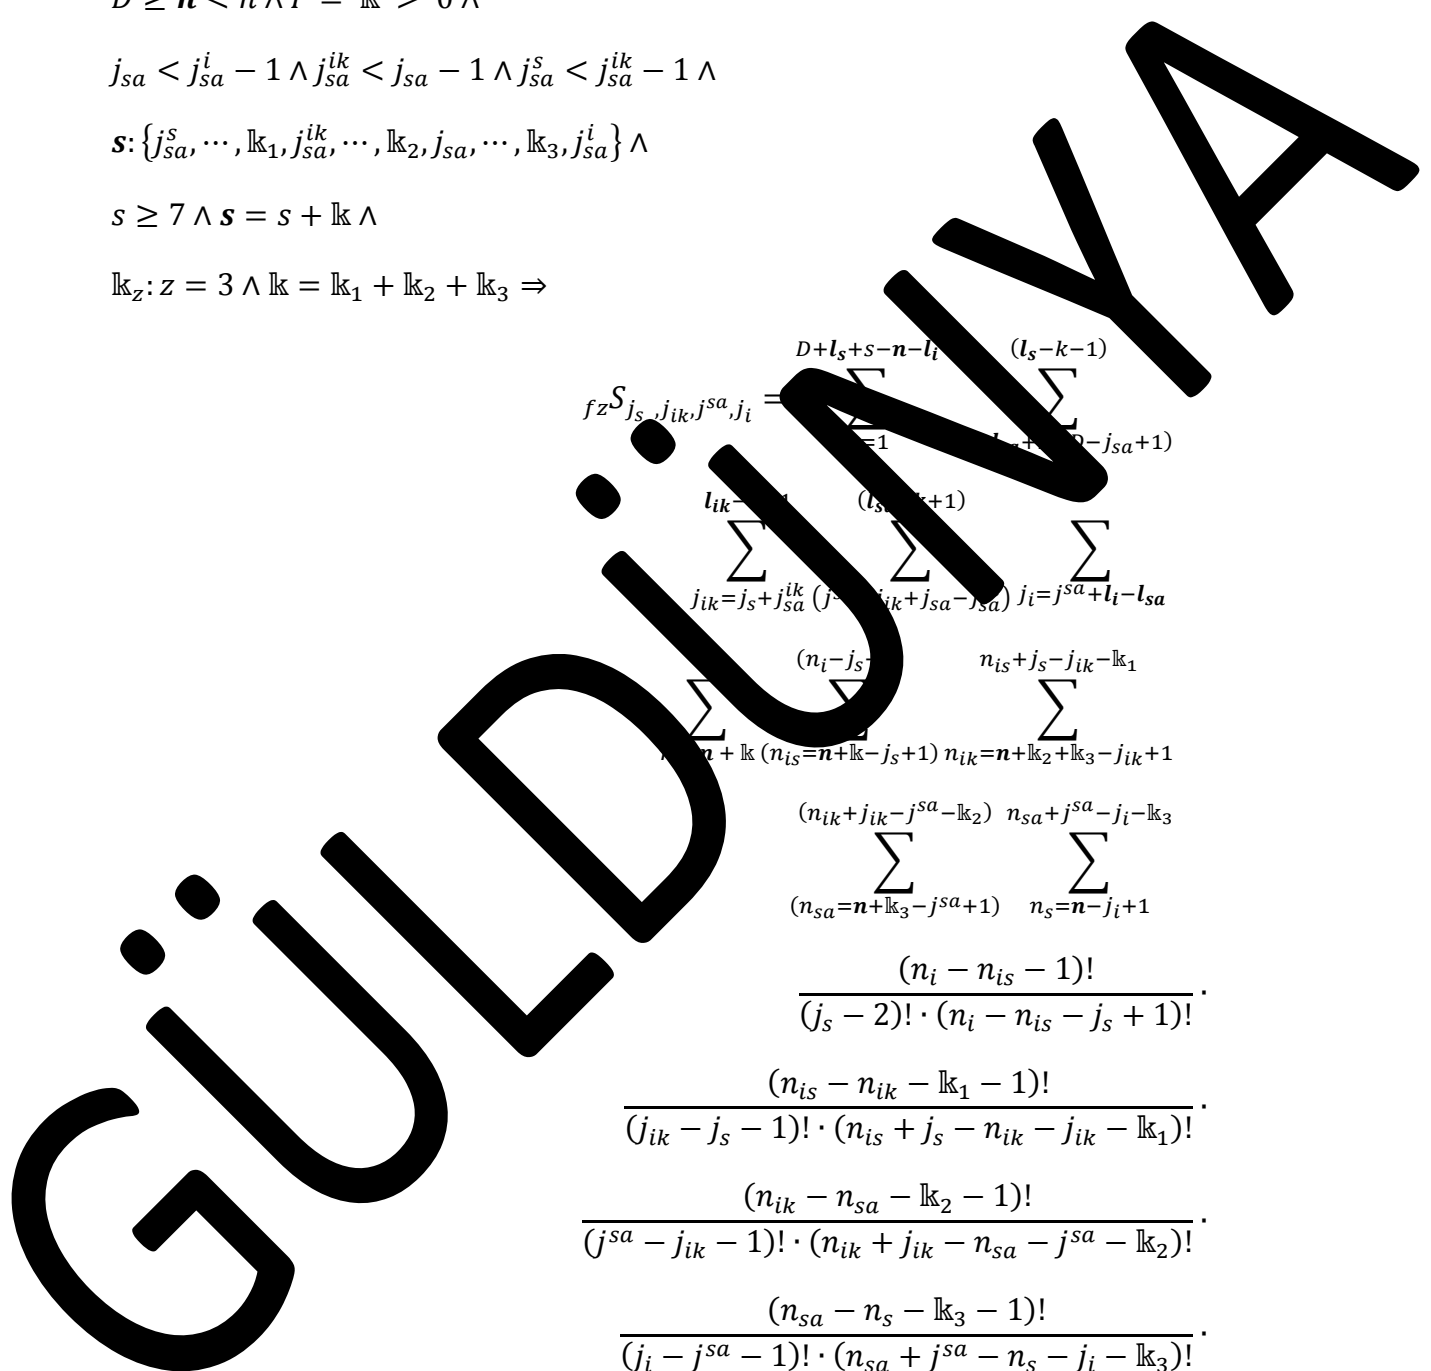 j_{sa} < j_{sa}^{i} − 1 ∧ j_{sa}^{ik} < j_{sa} − 1 ∧ j_{sa}^{s} < j_{sa}^{ik} − 1 ∧
s: {j_{sa}^{s}, ⋯, 𝕜_1, j_{sa}^{ik}, ⋯, 𝕜_2, j_{sa}, ⋯, 𝕜_3, j_{sa}^{i}} ∧
s ≥ 7 ∧ s = s + 𝕜 ∧
𝕜_z: z = 3 ∧ 𝕜 = 𝕜_1 + 𝕜_2 + 𝕜_3 ⇒
D+l_s+s−n−l_i (l_s−k−1)
_{fz}S_{j_s,j_{ik},j^{sa},j_i} = ∑ ∑
=1 −j_{sa}+1)
l_{ik} +1)
∑ ∑ ∑
j_{ik}=j_s+j_{sa}^{ik} j_i=j^{sa}+l_i−l_{sa}
(n_i−j_s n_{is}+j_s−j_{ik}−𝕜_1
∑ ∑ ∑
n + 𝕜 (n_{is}=n+𝕜−j_s+1) n_{ik}=n+𝕜_2+𝕜_3−j_{ik}+1
(n_{ik}+j_{ik}−j^{sa}−𝕜_2) n_{sa}+j^{sa}−j_i−𝕜_3
∑ ∑
(n_{sa}=n+𝕜_3−j^{sa}+1) n_s=n−j_i+1
(n_i − n_{is} − 1)!
(j_s − 2)! · (n_i − n_{is} − j_s + 1)! ·
(n_{is} − n_{ik} − 𝕜_1 − 1)!
(j_{ik} − j_s − 1)! · (n_{is} + j_s − n_{ik} − j_{ik} − 𝕜_1)! ·
(n_{ik} − n_{sa} − 𝕜_2 − 1)!
(j^{sa} − j_{ik} − 1)! · (n_{ik} + j_{ik} − n_{sa} − j^{sa} − 𝕜_2)! ·
(n_{sa} − n_s − 𝕜_3 − 1)!
(j_i − j^{sa} − 1)! · (n_{sa} + j^{sa} − n_s − j_i − 𝕜_3)! ·
GÜLDÜNYA